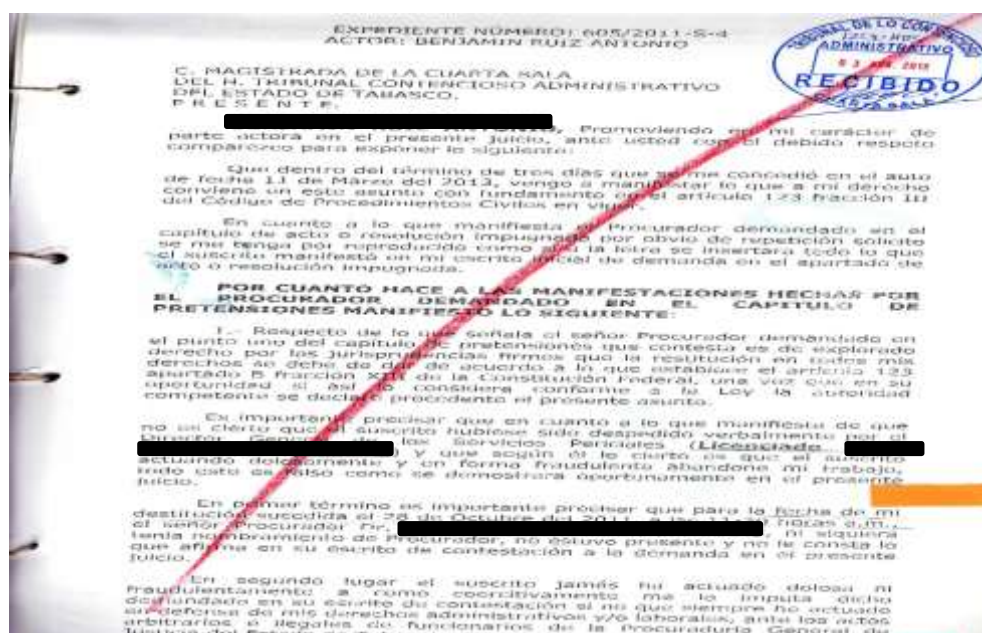 EXPEDIENTE NÚMERO: 605/2011-S-4
ACTOR: BENJAMIN RUIZ ANTONIO
TRIBUNAL DE LO CONTENCIOSO
ADMINISTRATIVO
RECIBIDO
CUARTA SALA
C. MAGISTRADA DE LA CUARTA SALA
DEL H. TRIBUNAL CONTENCIOSO ADMINISTRATIVO
DEL ESTADO DE TABASCO.
P R E S E N T E.
ANTONIO, Promoviendo en mi carácter de
parte actora en el presente juicio, ante usted con el debido respeto
comparezco para exponer lo siguiente:
Que dentro del término de tres días que se me concedió en el auto
de fecha 11 de Marzo del 2013, vengo a manifestar lo que a mi derecho
conviene en este asunto con fundamento en el artículo 123 fracción III
del Código de Procedimientos Civiles en vigor.
En cuanto a lo que manifiesta el Procurador demandado en el
capítulo de acto o resolución impugnado por obvio de repetición solicito
se me tenga por reproducido como si a la letra se insertara todo lo que
el suscrito manifestó en mi escrito inicial de demanda en el apartado de
acto o resolución impugnada.
POR CUANTO HACE A LAS MANIFESTACIONES HECHAS POR
EL PROCURADOR DEMANDADO EN EL CAPITULO DE
PRETENSIONES MANIFIESTO LO SIGUIENTE:
1.- Respecto de lo que señala el señor Procurador demandado en
el punto uno del capítulo de pretensiones que contesta es de explorado
derecho por las jurisprudencias firmes que la restitución en todos mis
derechos se debe de dar de acuerdo a lo que establece el artículo 123
apartado B fracción XIII de la Constitución Federal, una vez que en su
oportunidad si así lo considera conforme a la Ley la autoridad
competente se declare procedente el presente asunto.
Es importante precisar que en cuanto a lo que manifiesta de que
no es cierto que el suscrito hubiese sido despedido verbalmente por el
Director General de los Servicios Periciales (Licenciado
, y que según él lo cierto es que el suscrito
actuando dolosamente y en forma fraudulenta abandone mi trabajo,
todo esto es falso como se demostrara oportunamente en el presente
juicio.
En primer término es importante precisar que para la fecha de mi
destitución sucedida el de Octubre del 2011, a las horas a.m.,
el señor Procurador Dr. , ni siquiera
tenía nombramiento de Procurador, no estuvo presente y no le consta lo
que afirma en su escrito de contestación a la demanda en el presente
juicio.
En segundo lugar el suscrito jamás ha actuado dolosa ni
fraudulentamente a como coercitivamente me lo imputa dicho
demandado en su escrito de contestación si no que siempre he actuado
en defensa de mis derechos administrativos y/o laborales, ante los actos
arbitrarios e ilegales de funcionarios de la Procuraduría General de